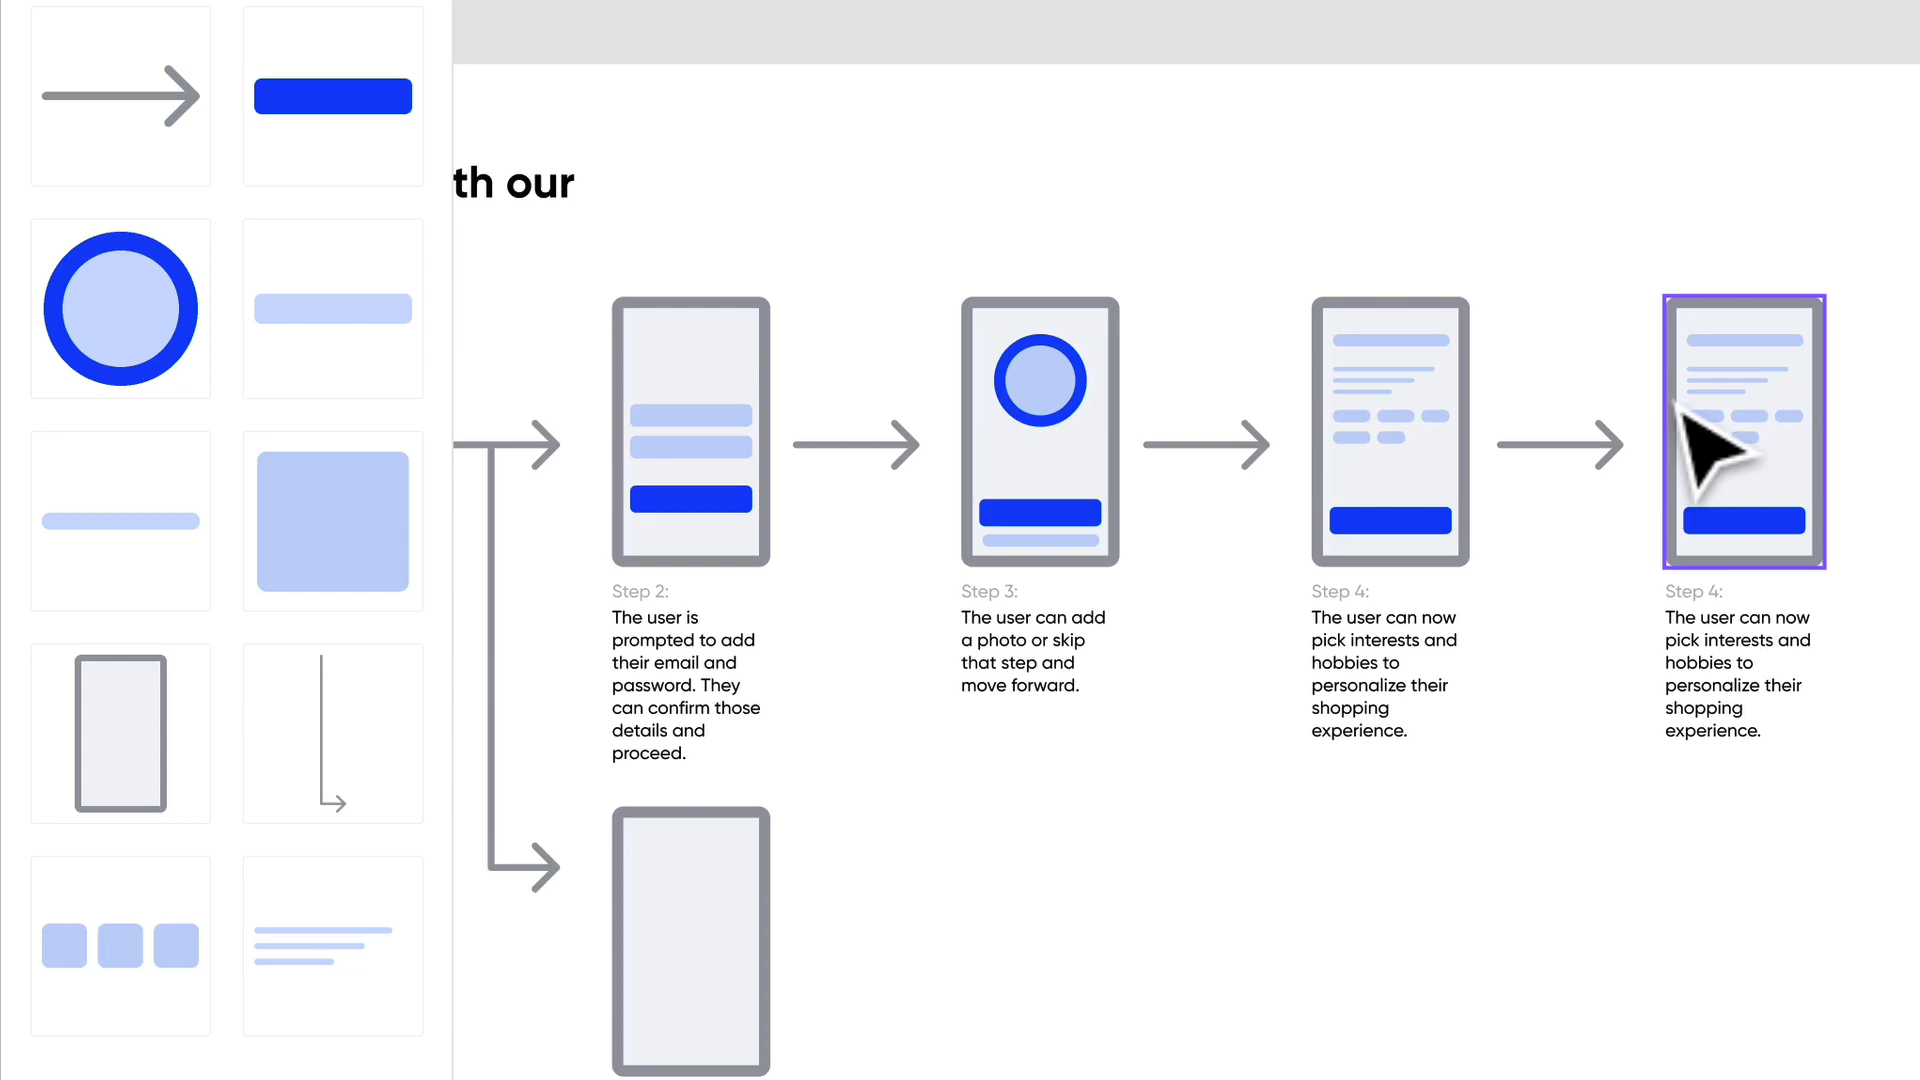 th our
Step 2:
The user is
prompted to add
their email and
password. They
can confirm those
details and
proceed.
Step 3:
The user can add
a photo or skip
that step and
move forward.
Step 4:
The user can now
pick interests and
hobbies to
personalize their
shopping
experience.
Step 4:
The user can now
pick interests and
hobbies to
personalize their
shopping
experience.